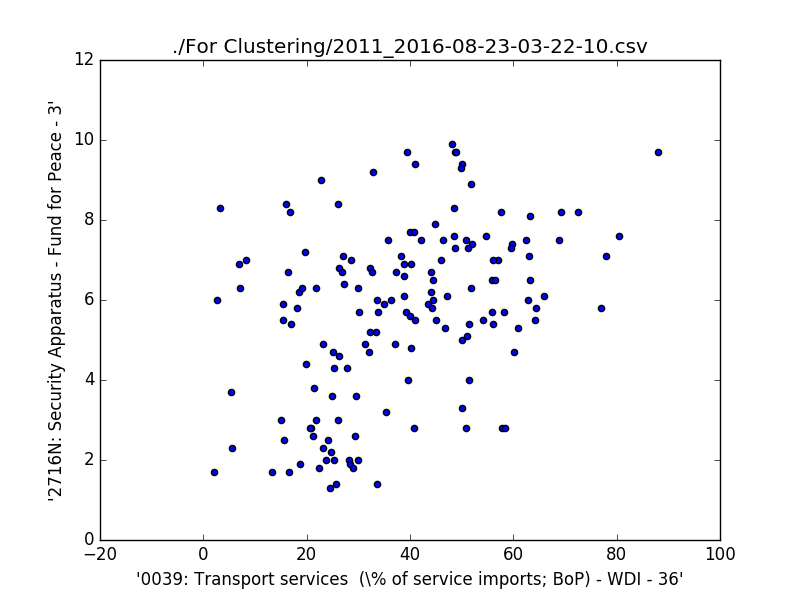 ./For Clustering/2011_2016-08-23-03-22-10.csv
'2716N: Security Apparatus - Fund for Peace - 3'
12
10
8
6
4
2
0
−20 0 20 40 60 80 100
'0039: Transport services  (\% of service imports; BoP) - WDI - 36'